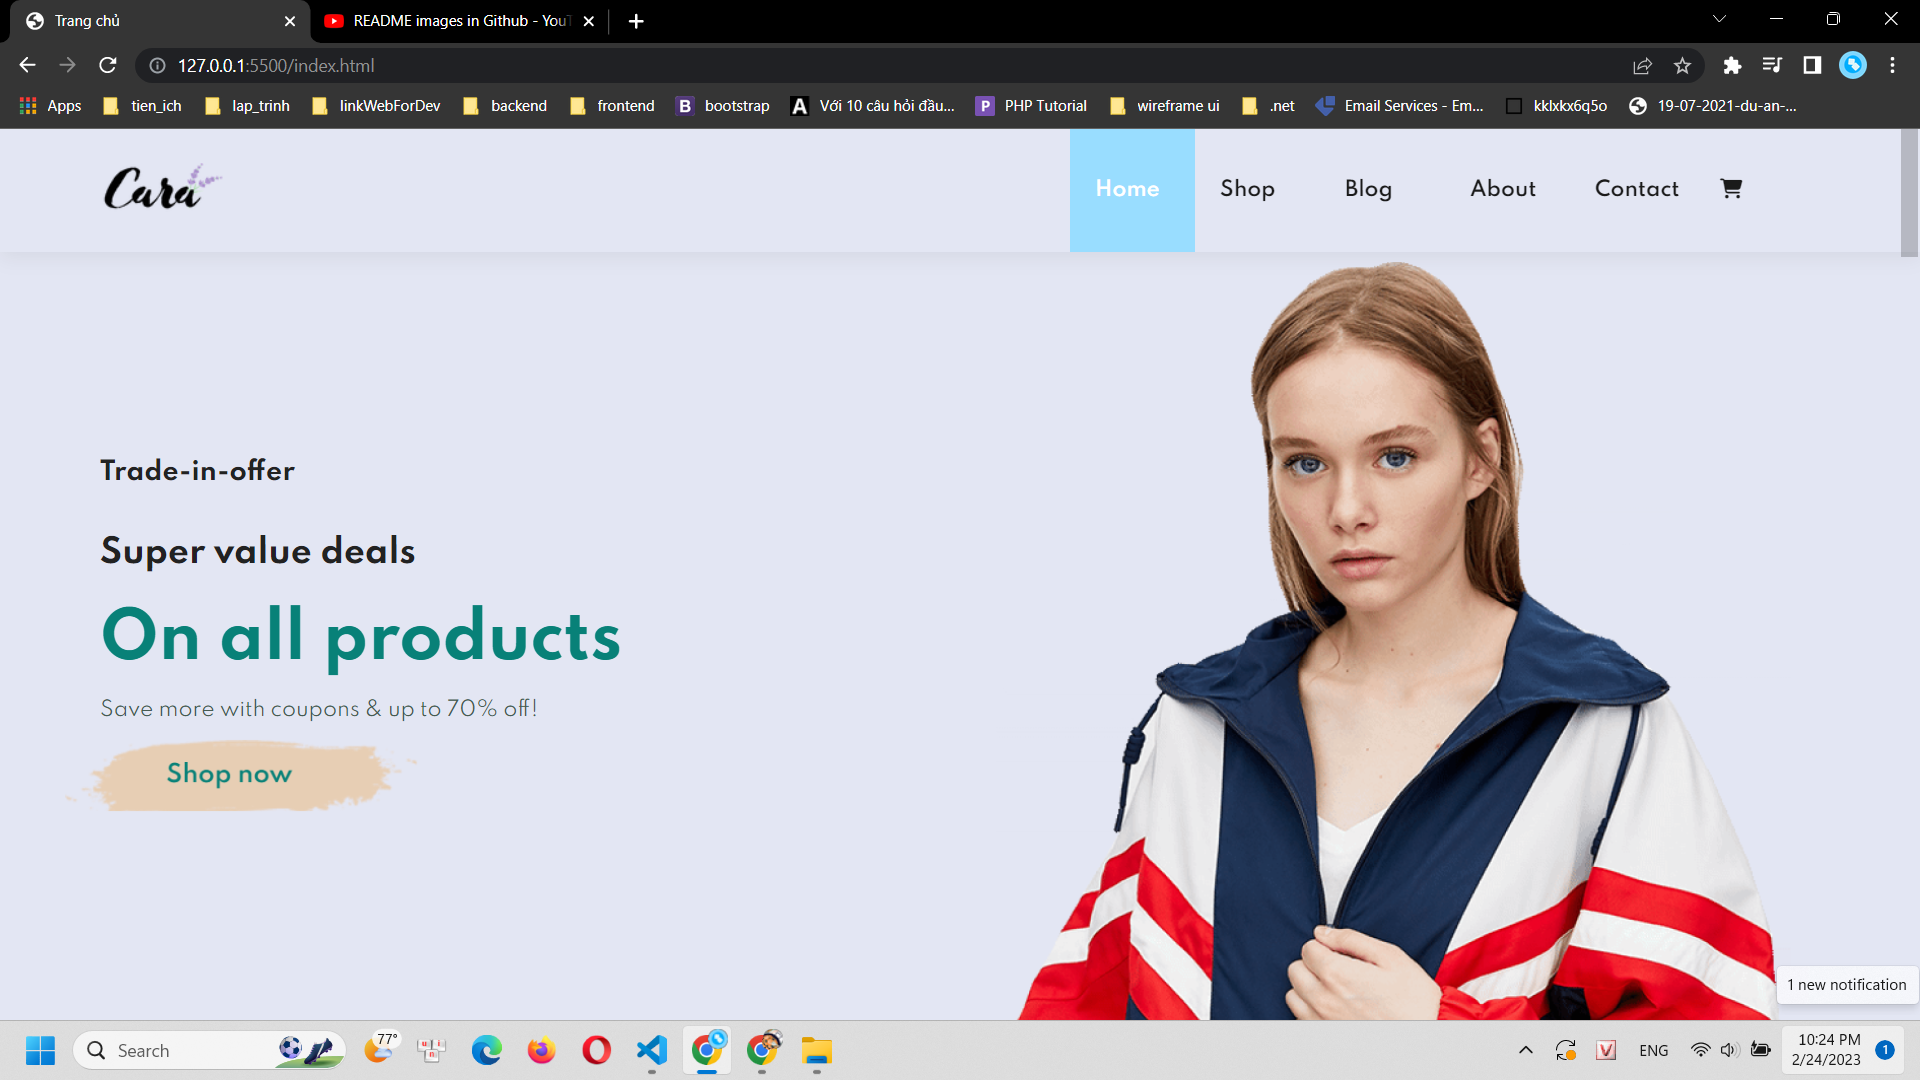 Trang chủ
README images in Github - You
127.0.0.1:5500/index.html
Apps
tien_ich
lap_trinh
linkWebForDev
backend
frontend
B bootstrap
A Với 10 câu hỏi đầu...
P PHP Tutorial
wireframe ui
.net
Email Services - Em...
kklxkx6q5o
19-07-2021-du-an-...
Cara
Home
Shop
Blog
About
Contact
Trade-in-offer
Super value deals
On all products
Save more with coupons & up to 70% off!
Shop now
1 new notification
Search
77°
V
ENG
10:24 PM
2/24/2023
1